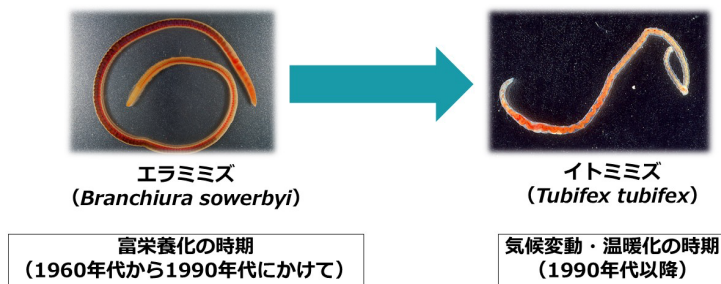 エラミミズ
（Branchiura sowerbyi）
イトミミズ
（Tubifex tubifex）
富栄養化の時期
（1960年代から1990年代にかけて）
気候変動・温暖化の時期
（1990年代以降）